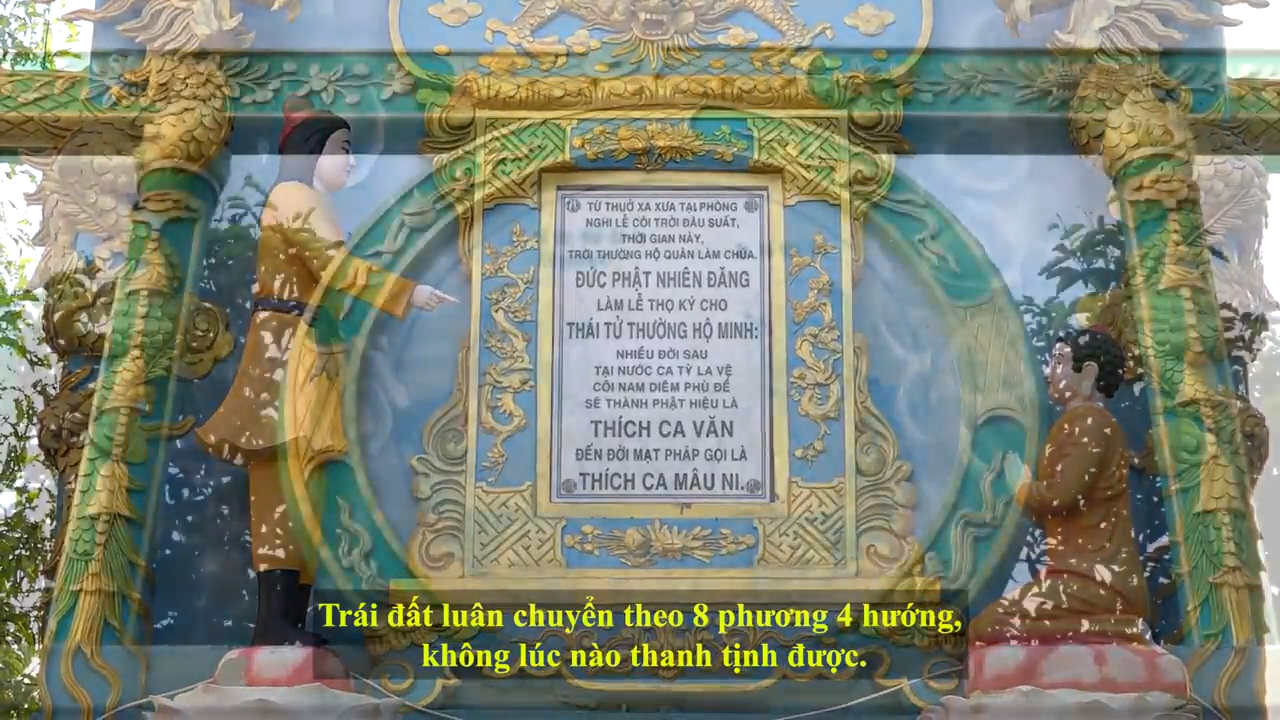 TỪ THUỞ XA XƯA TẠI PHÒNG
NGHI LỄ CÕI TRỜI ĐÂU SUẤT,
THỜI GIAN NÀY,
TRỜI THƯỜNG HỘ QUẢN LÀM CHÚA.
ĐỨC PHẬT NHIÊN ĐĂNG
LÀM LỄ THỌ KÝ CHO
THÁI TỬ THƯỜNG HỘ MINH:
NHIỀU ĐỜI SAU
TẠI NƯỚC CA TỲ LA VỆ
CÕI NAM DIÊM PHÙ ĐỀ
SẼ THÀNH PHẬT HIỆU LÀ
THÍCH CA VĂN
ĐẾN ĐỜI MẠT PHÁP GỌI LÀ
THÍCH CA MÂU NI.
Trái đất luân chuyển theo 8 phương 4 hướng,
không lúc nào thanh tịnh được.